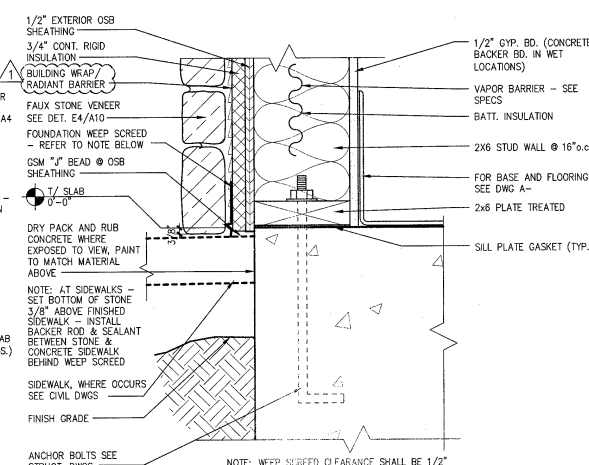 1/2" EXTERIOR OSB
SHEATHING
3/4" CONT. RIGID
INSULATION
1
BUILDING WRAP/
RADIANT BARRIER
R
FAUX STONE VENEER
SEE DET. E4/A10
A4
FOUNDATION WEEP SCREED
- REFER TO NOTE BELOW
GSM "J" BEAD @ OSB
SHEATHING
T/ SLAB
0'-0"
N
3/8"
DRY PACK AND RUB
CONCRETE WHERE
EXPOSED TO VIEW, PAINT
TO MATCH MATERIAL
ABOVE
NOTE: AT SIDEWALKS -
SET BOTTOM OF STONE
3/8" ABOVE FINISHED
SIDEWALK - INSTALL
BACKER ROD & SEALANT
BETWEEN STONE &
CONCRETE SIDEWALK
BEHIND WEEP SCREED
AB
S.)
SIDEWALK, WHERE OCCURS
SEE CIVIL DWGS
FINISH GRADE
ANCHOR BOLTS SEE
STRUCT. DWGS
1/2" GYP. BD. (CONCRETE
BACKER BD. IN WET
LOCATIONS)
VAPOR BARRIER - SEE
SPECS
BATT. INSULATION
2X6 STUD WALL @ 16"o.c
FOR BASE AND FLOORING
SEE DWG A-
2x6 PLATE TREATED
SILL PLATE GASKET (TYP.
NOTE: WEEP SCREED CLEARANCE SHALL BE 1/2"